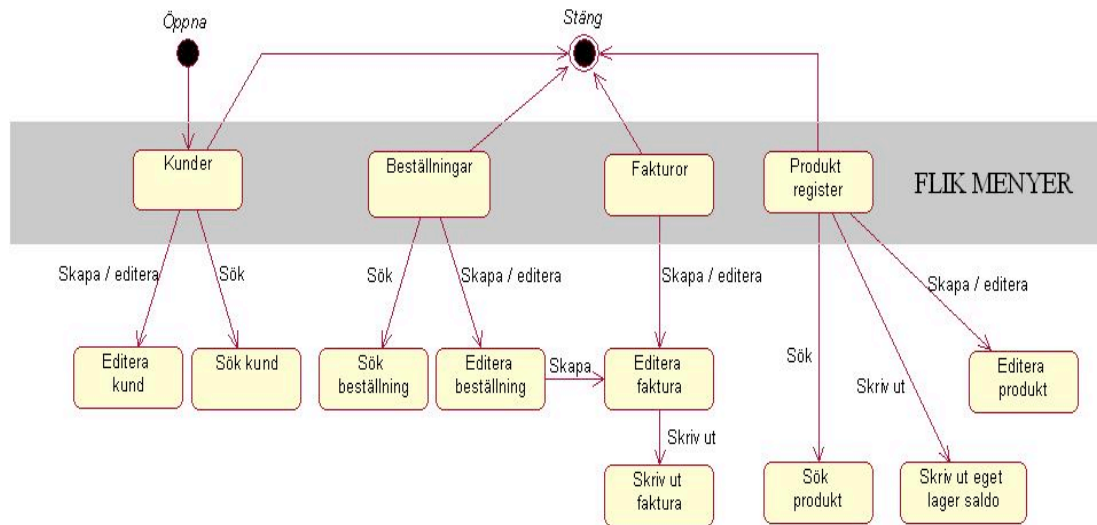 Öppna
Stäng
Kunder
Beställningar
Fakturor
Produkt
register
FLIK MENYER
Skapa / editera
Sök
Sök
Skapa / editera
Skapa / editera
Skapa / editera
Editera
kund
Sök kund
Sök
beställning
Editera
beställning
Skapa
Editera
faktura
Sök
Skriv ut
Editera
produkt
Skriv ut
Skriv ut
faktura
Sök
produkt
Skriv ut eget
lager saldo